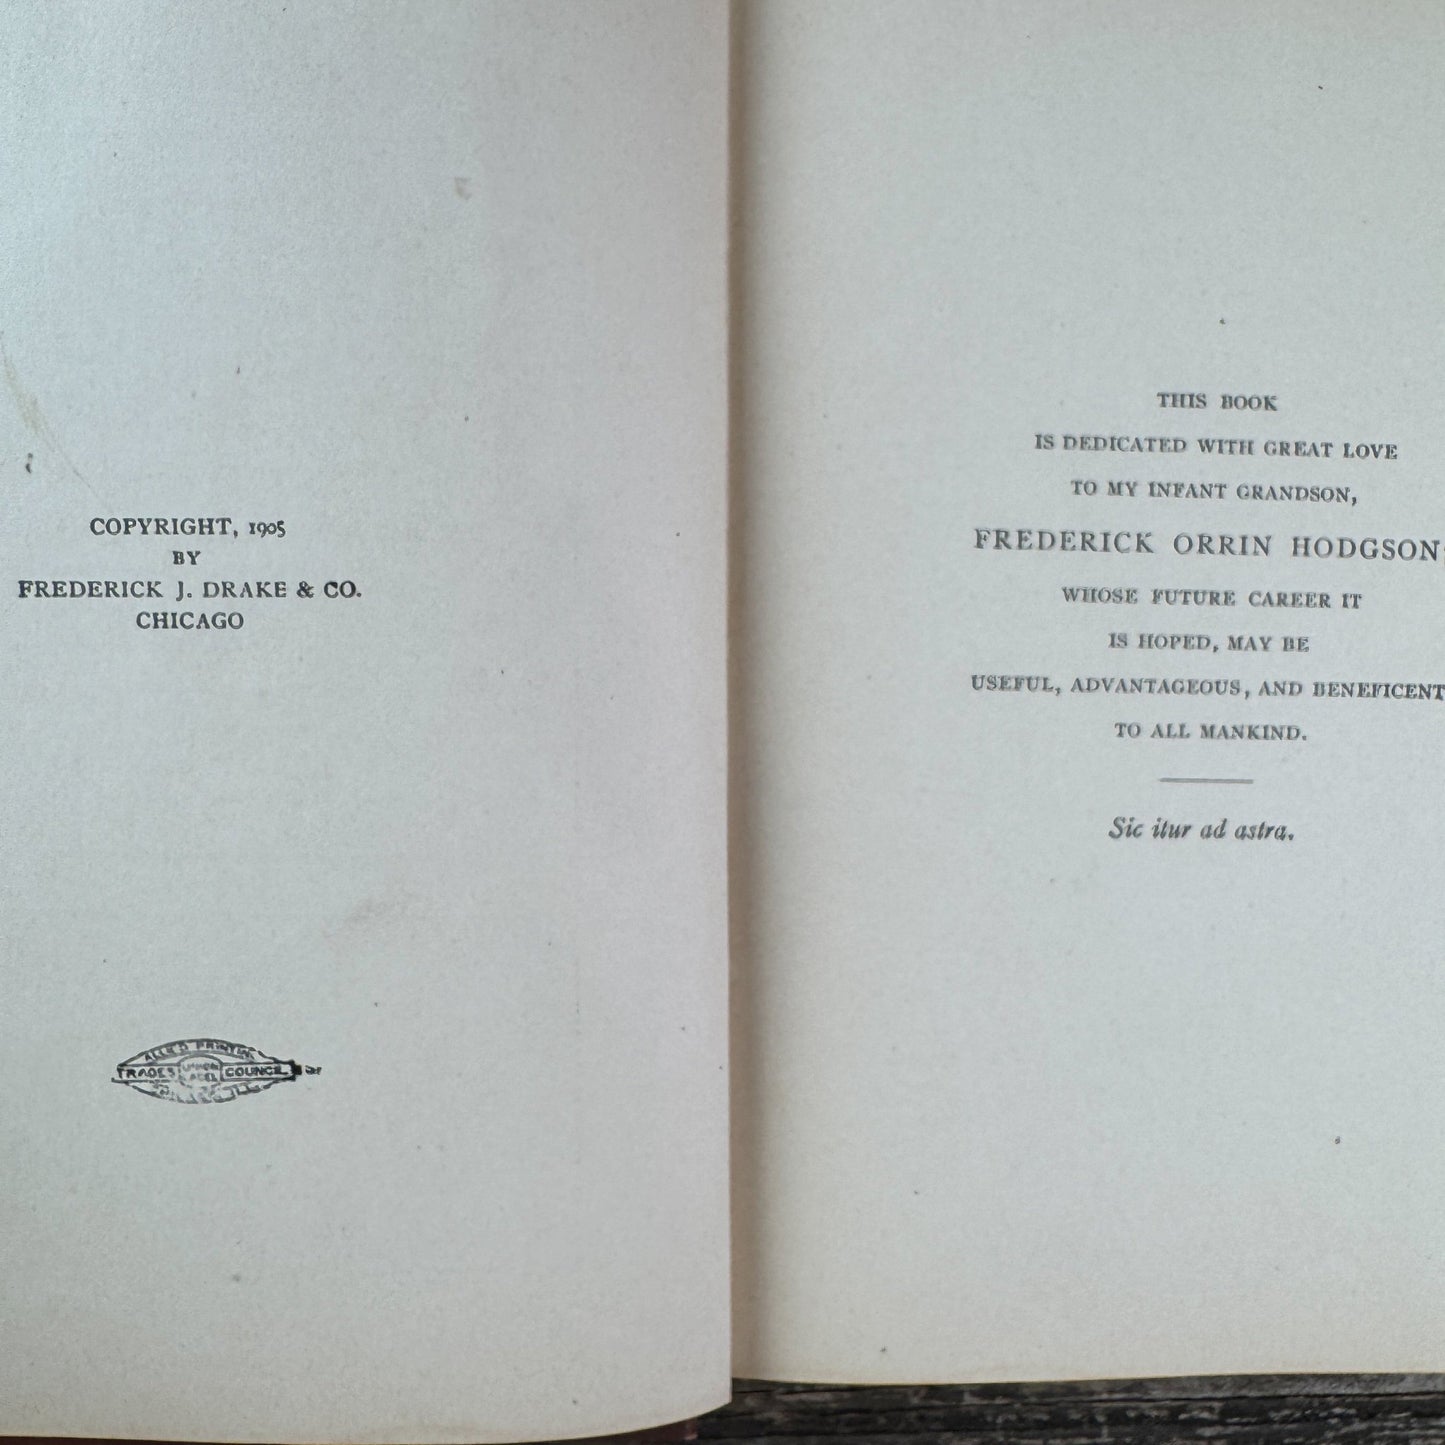 COPYRIGHT, 1905
BY
FREDERICK J. DRAKE & CO.
CHICAGO
ALLIED PRINTING
TRADES UNION LABEL COUNCIL
THIS BOOK
IS DEDICATED WITH GREAT LOVE
TO MY INFANT GRANDSON,
FREDERICK ORRIN HODGSON
WHOSE FUTURE CAREER IT
IS HOPED, MAY BE
USEFUL, ADVANTAGEOUS, AND BENEFICENT
TO ALL MANKIND.
Sic itur ad astra.